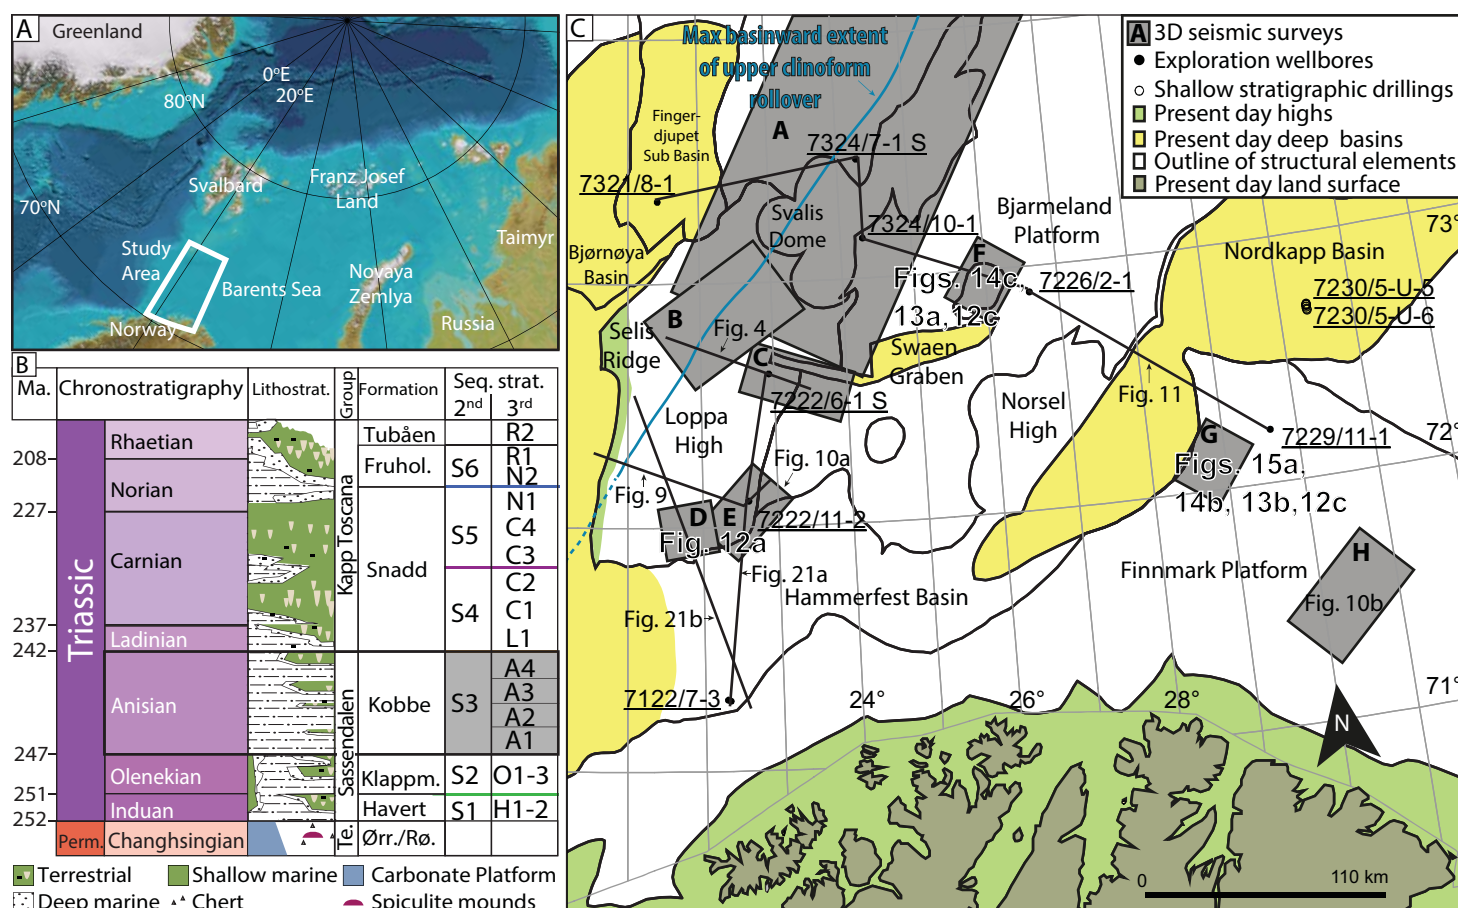 A
Greenland
0ºE
20ºE
80ºN
Svalbard
Franz Josef
Land
70ºN
Study
Area
Taimyr
Barents Sea
Novaya
Zemlya
Norway
Russia
B
Ma.
Chronostratigraphy
Lithostrat.
Group
Formation
Seq. strat.
2nd
3rd
Triassic
Rhaetian
Tubåen
R2
208
Norian
Fruhol.
S6
R1
N2
227
Carnian
Kapp Toscana
Snadd
S5
N1
C4
C3
S4
C2
C1
L1
237
Ladinian
242
Anisian
Sassendalen
Kobbe
S3
A4
A3
A2
A1
247
Olenekian
Klappm.
S2
O1-3
251
Induan
Havert
S1
H1-2
252
Perm.
Changhsingian
Te.
Ørr./Rø.
Terrestrial
Shallow marine
Carbonate Platform
Deep marine
Chert
Spiculite mounds
C
Max basinward extent
of upper clinoform
rollover
A 3D seismic surveys
Exploration wellbores
Shallow stratigraphic drillings
Present day highs
Present day deep basins
Outline of structural elements
Present day land surface
Finger-
djupet
Sub Basin
A
7324/7-1 S
7321/8-1
Svalis
Dome
7324/10-1
Bjarmeland
Platform
73°
Nordkapp Basin
Bjørnøya
Basin
F
Figs. 14c,
13a,12c
7226/2-1
7230/5-U-5
7230/5-U-6
B
Fig. 4
Selis
Ridge
C
Swaen
Graben
Fig. 11
7222/6-1 S
Loppa
High
Norsel
High
G
7229/11-1
72°
Figs. 15a,
14b, 13b,12c
Fig. 10a
Fig. 9
D
E
7222/11-2
Fig. 12a
H
Fig. 21a
Finnmark Platform
Hammerfest Basin
Fig. 10b
Fig. 21b
7122/7-3
24°
26°
28°
71°
N
0
110 km